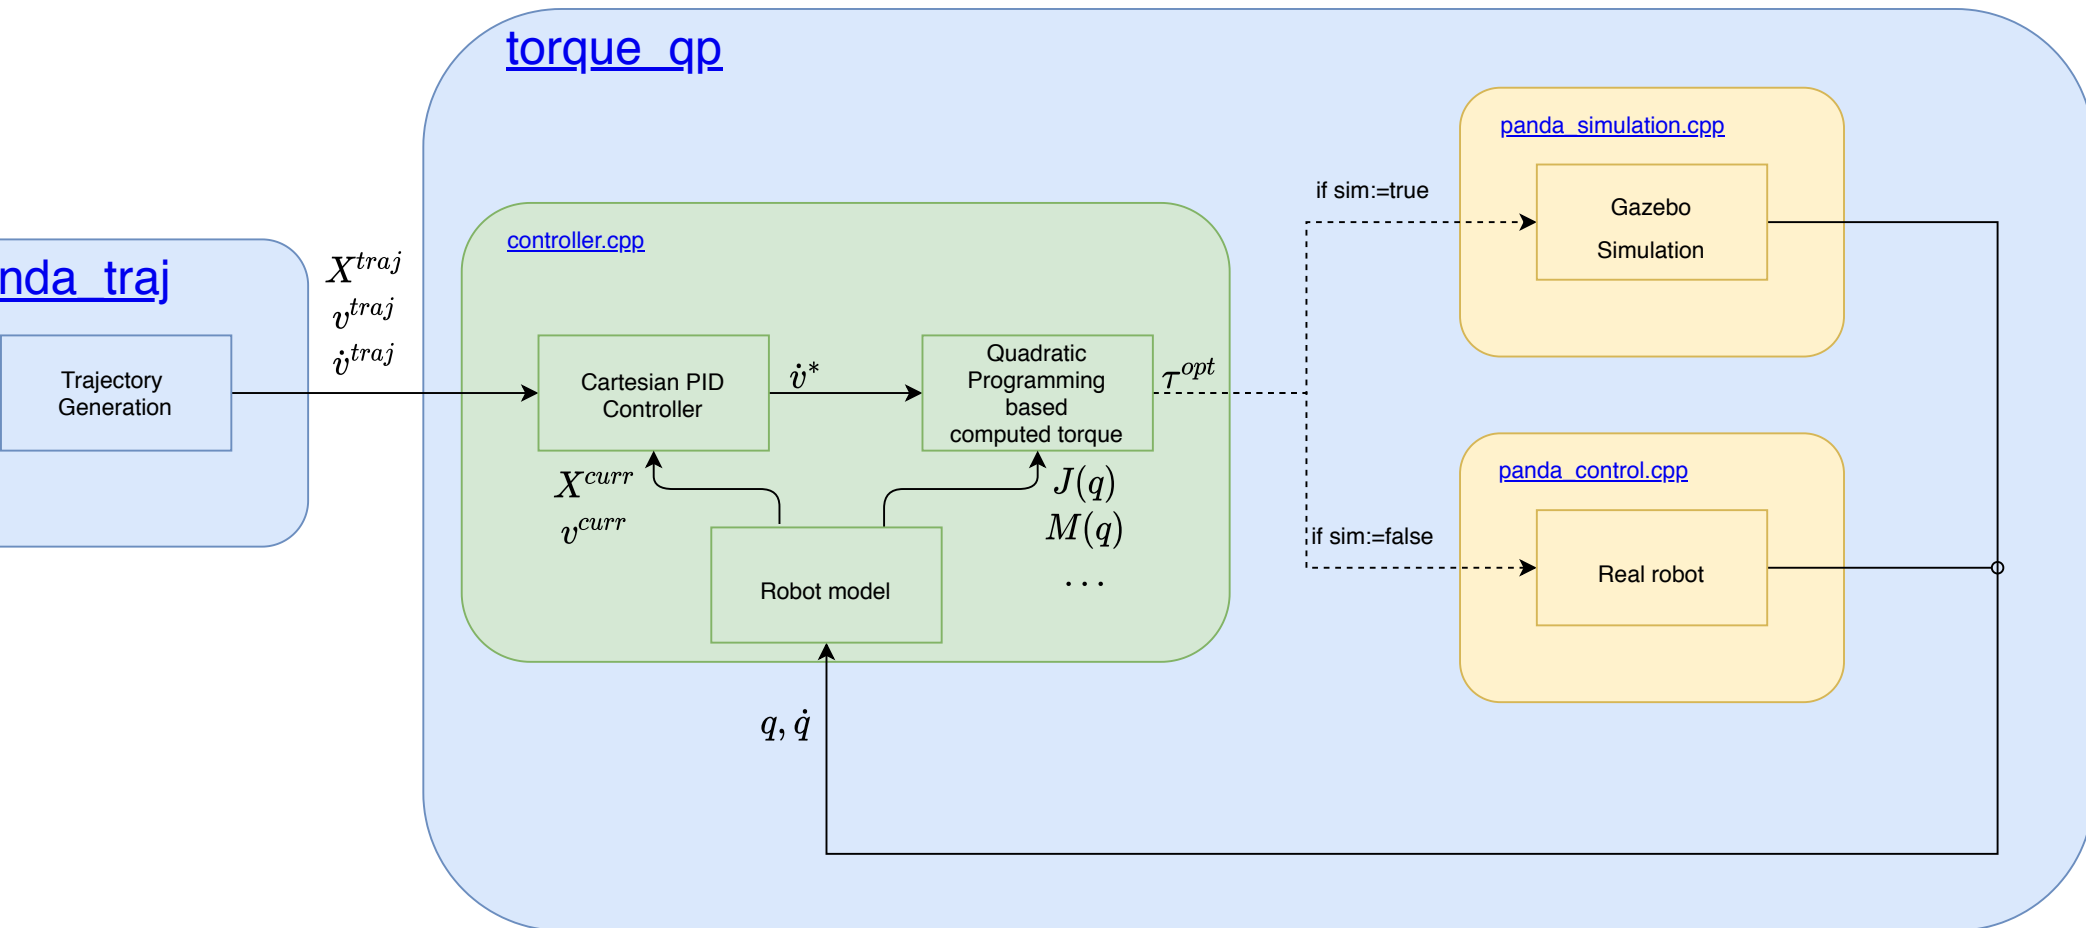 torque_qp
nda_traj
Trajectory
Generation
X^{traj}
v^{traj}
v̇^{traj}
controller.cpp
Cartesian PID
Controller
v̇*
Quadratic
Programming
based
computed torque
τ^{opt}
X^{curr}
v^{curr}
J(q)
M(q)
...
Robot model
q, q̇
if sim:=true
if sim:=false
panda_simulation.cpp
Gazebo
Simulation
panda_control.cpp
Real robot